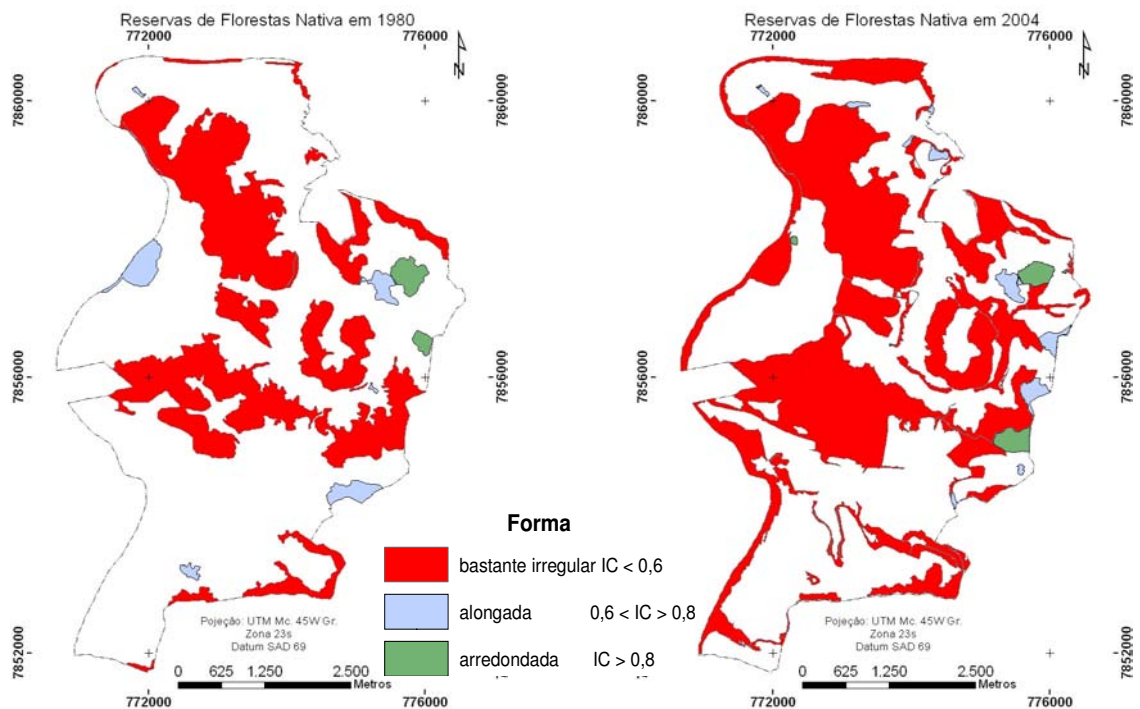 Reservas de Florestas Nativa em 1980
772000
776000
N
7860000
7860000
7856000
7856000
7852000
Pojeção: UTM Mc. 45W Gr.
Zona 23s
Datum SAD 69
0 625 1,250 2,500
Metros
772000
776000
Forma
bastante irregular IC < 0,6
alongada 0,6 < IC > 0,8
arredondada IC > 0,8
Reservas de Florestas Nativa em 2004
772000
776000
N
7860000
7860000
7856000
7856000
7852000
Pojeção: UTM Mc. 45W Gr.
Zona 23s
Datum SAD 69
0 625 1,250 2,500
Metros
772000
776000